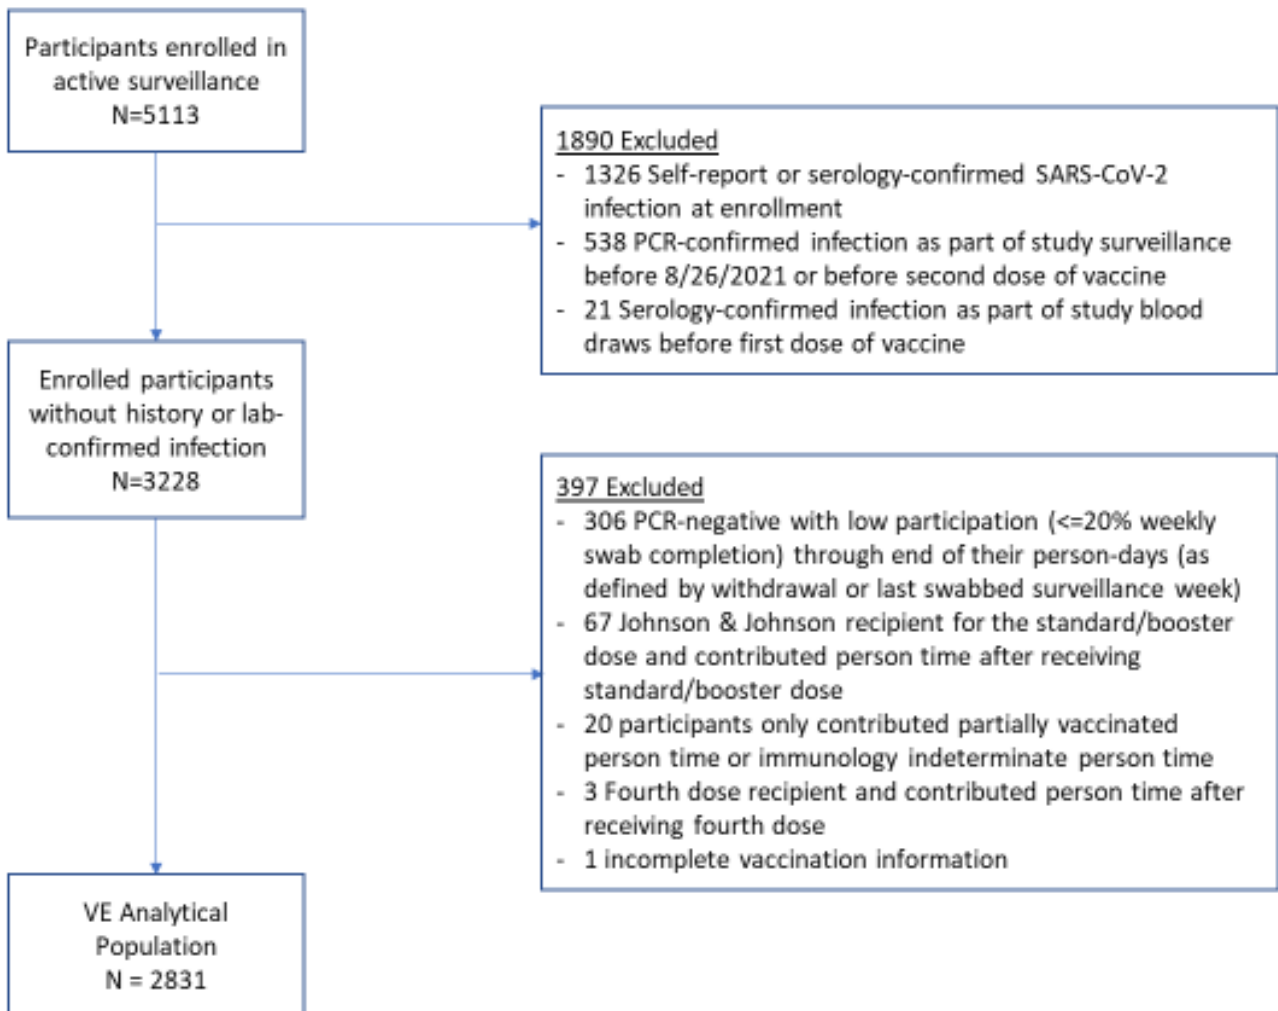 Participants enrolled in
active surveillance
N=5113
1890 Excluded
- 1326 Self-report or serology-confirmed SARS-CoV-2
infection at enrollment
- 538 PCR-confirmed infection as part of study surveillance
before 8/26/2021 or before second dose of vaccine
- 21 Serology-confirmed infection as part of study blood
draws before first dose of vaccine
Enrolled participants
without history or lab-
confirmed infection
N=3228
397 Excluded
- 306 PCR-negative with low participation (<=20% weekly
swab completion) through end of their person-days (as
defined by withdrawal or last swabbed surveillance week)
- 67 Johnson & Johnson recipient for the standard/booster
dose and contributed person time after receiving
standard/booster dose
- 20 participants only contributed partially vaccinated
person time or immunology indeterminate person time
- 3 Fourth dose recipient and contributed person time after
receiving fourth dose
- 1 incomplete vaccination information
VE Analytical
Population
N = 2831